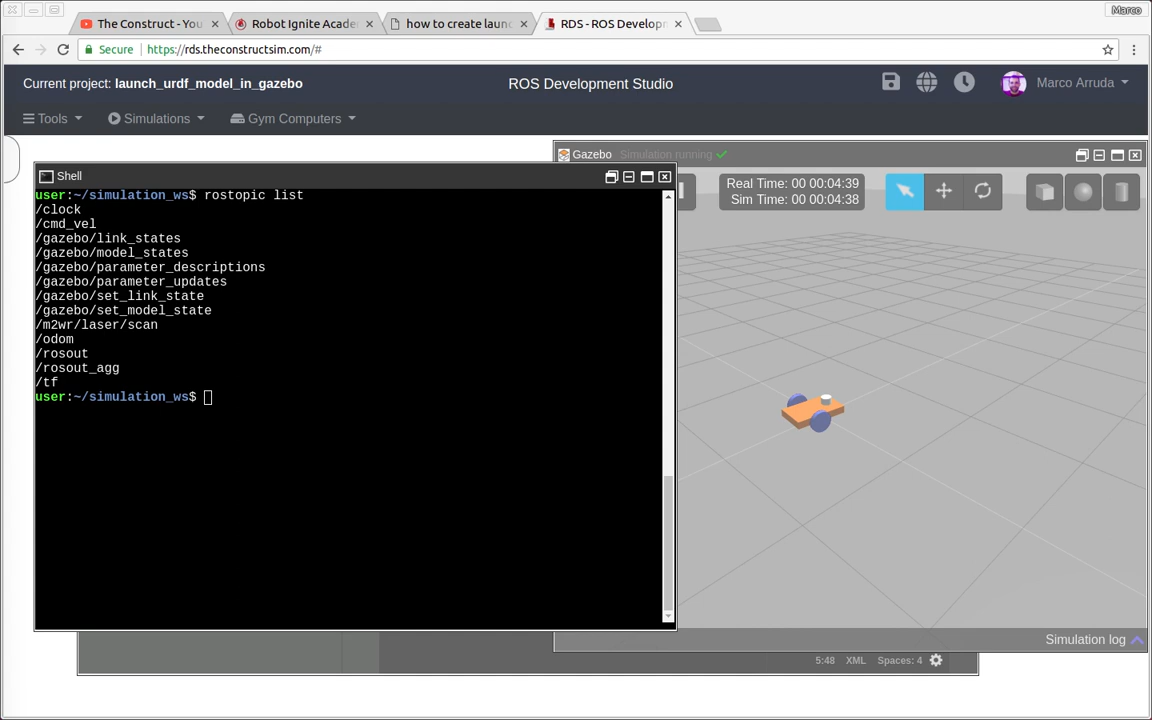 Marco
The Construct - You
Robot Ignite Acade
how to create launc
RDS - ROS Developm
Secure https://rds.theconstructsim.com/#
Current project: launch_urdf_model_in_gazebo
ROS Development Studio
Marco Arruda
Tools
Simulations
Gym Computers
Gazebo Simulation running
Shell
Real Time: 00 00:04:39
Sim Time: 00 00:04:38
user:~/simulation_ws$ rostopic list
/clock
/cmd_vel
/gazebo/link_states
/gazebo/model_states
/gazebo/parameter_descriptions
/gazebo/parameter_updates
/gazebo/set_link_state
/gazebo/set_model_state
/m2wr/laser/scan
/odom
/rosout
/rosout_agg
/tf
user:~/simulation_ws$
Simulation log
5:48 XML Spaces: 4